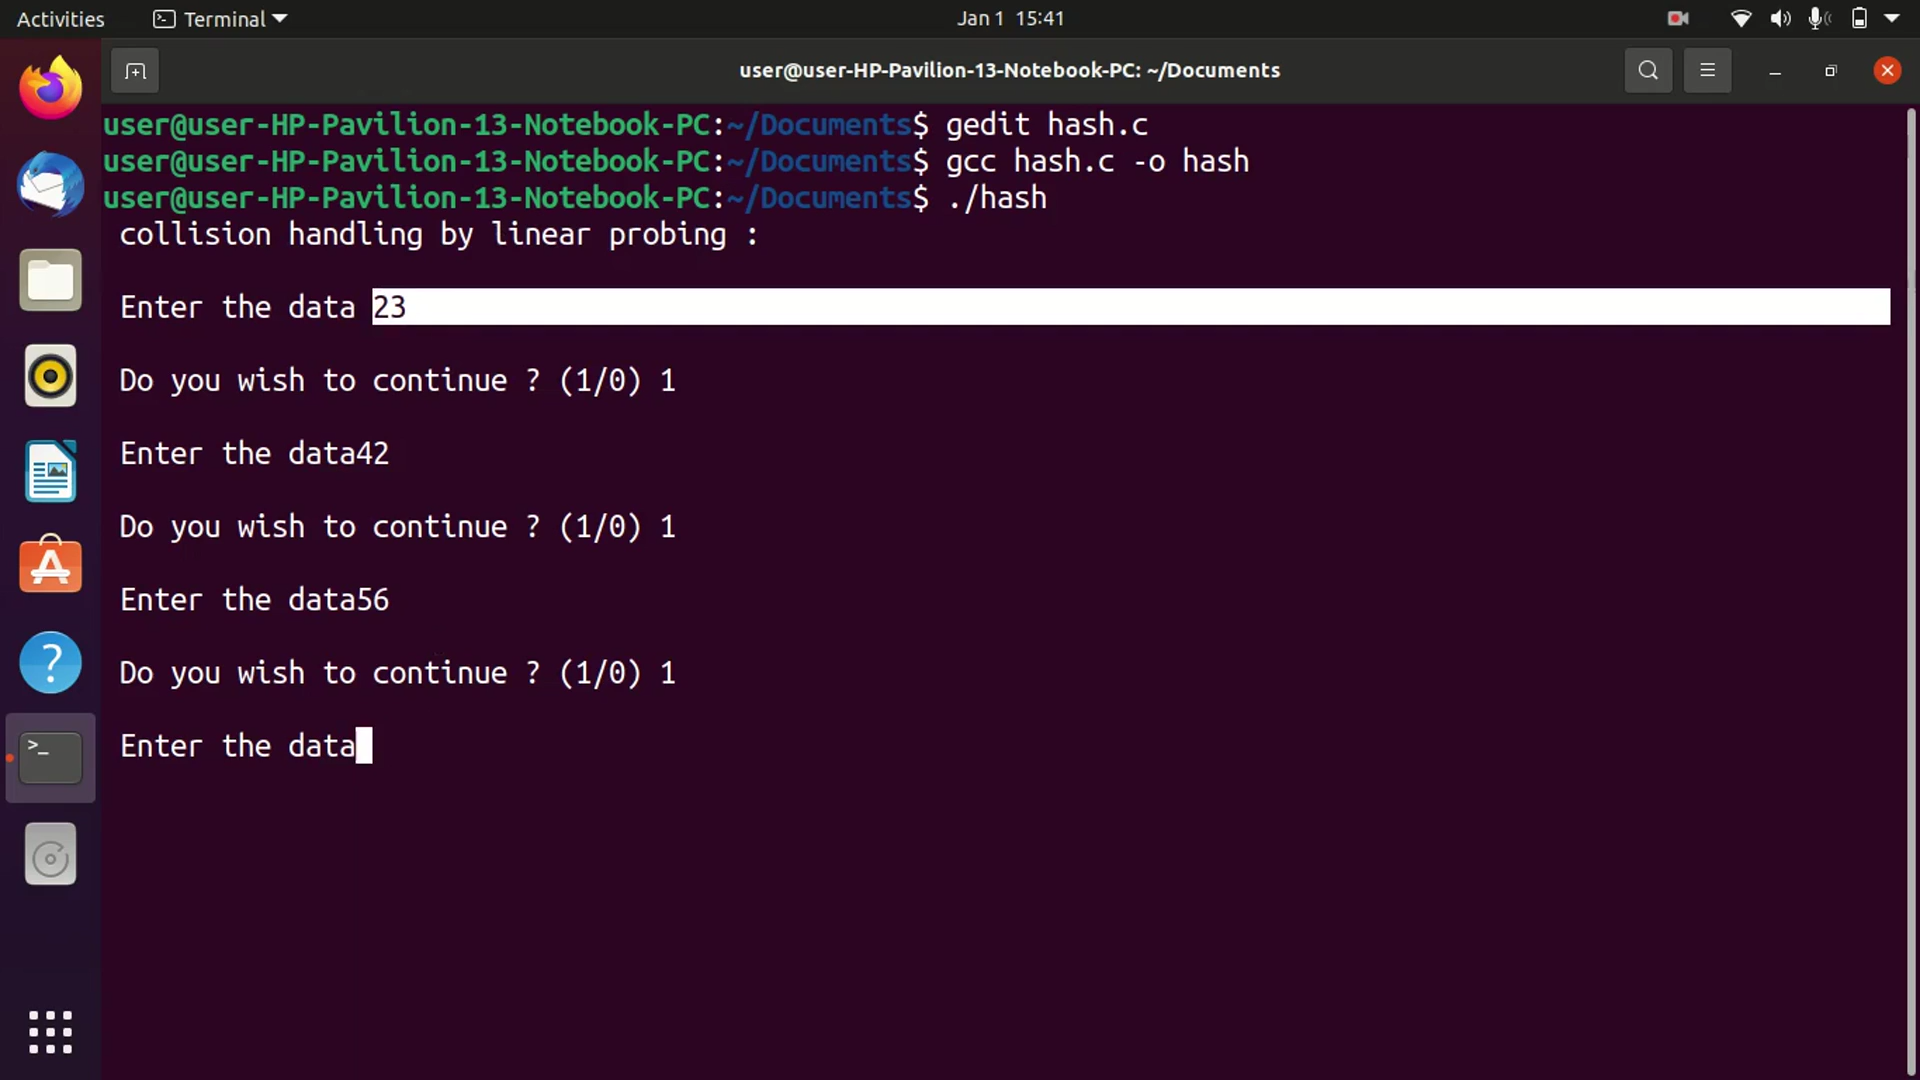 Activities Terminal Jan 1 15:41
user@user-HP-Pavilion-13-Notebook-PC: ~/Documents
user@user-HP-Pavilion-13-Notebook-PC:~/Documents$ gedit hash.c
user@user-HP-Pavilion-13-Notebook-PC:~/Documents$ gcc hash.c -o hash
user@user-HP-Pavilion-13-Notebook-PC:~/Documents$ ./hash
collision handling by linear probing :
Enter the data 23
Do you wish to continue ? (1/0) 1
Enter the data42
Do you wish to continue ? (1/0) 1
Enter the data56
Do you wish to continue ? (1/0) 1
Enter the data